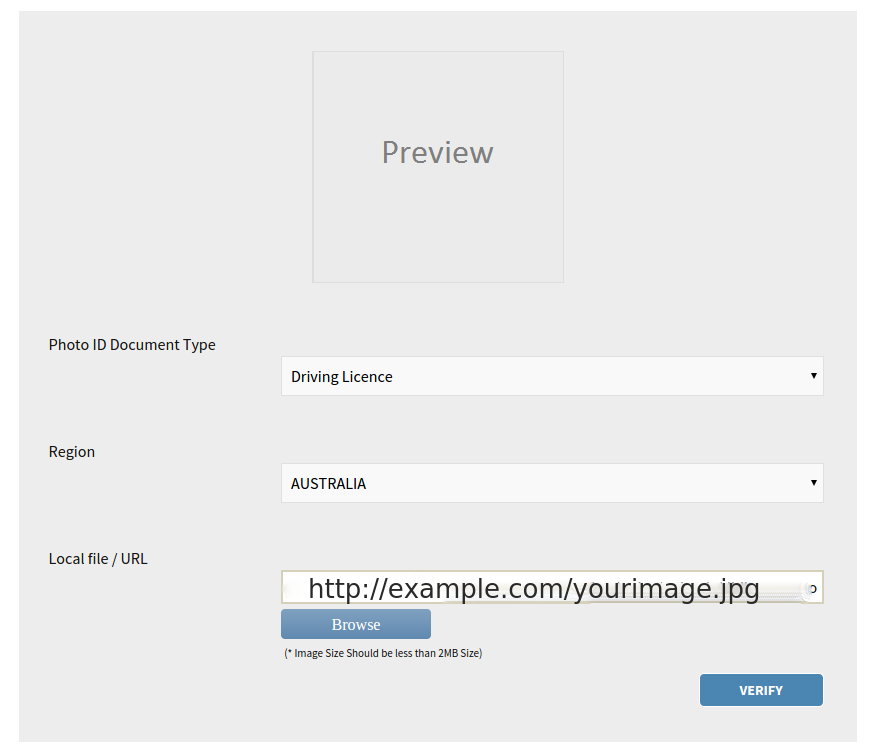 Preview
Photo ID Document Type
Driving Licence
Region
AUSTRALIA
Local file / URL
http://example.com/yourimage.jpg
Browse
(* Image Size Should be less than 2MB Size)
VERIFY